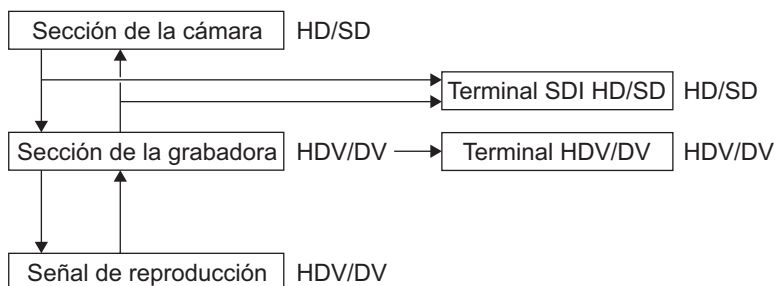 Sección de la cámara HD/SD
Terminal SDI HD/SD HD/SD
Sección de la grabadora HDV/DV Terminal HDV/DV HDV/DV
Señal de reproducción HDV/DV